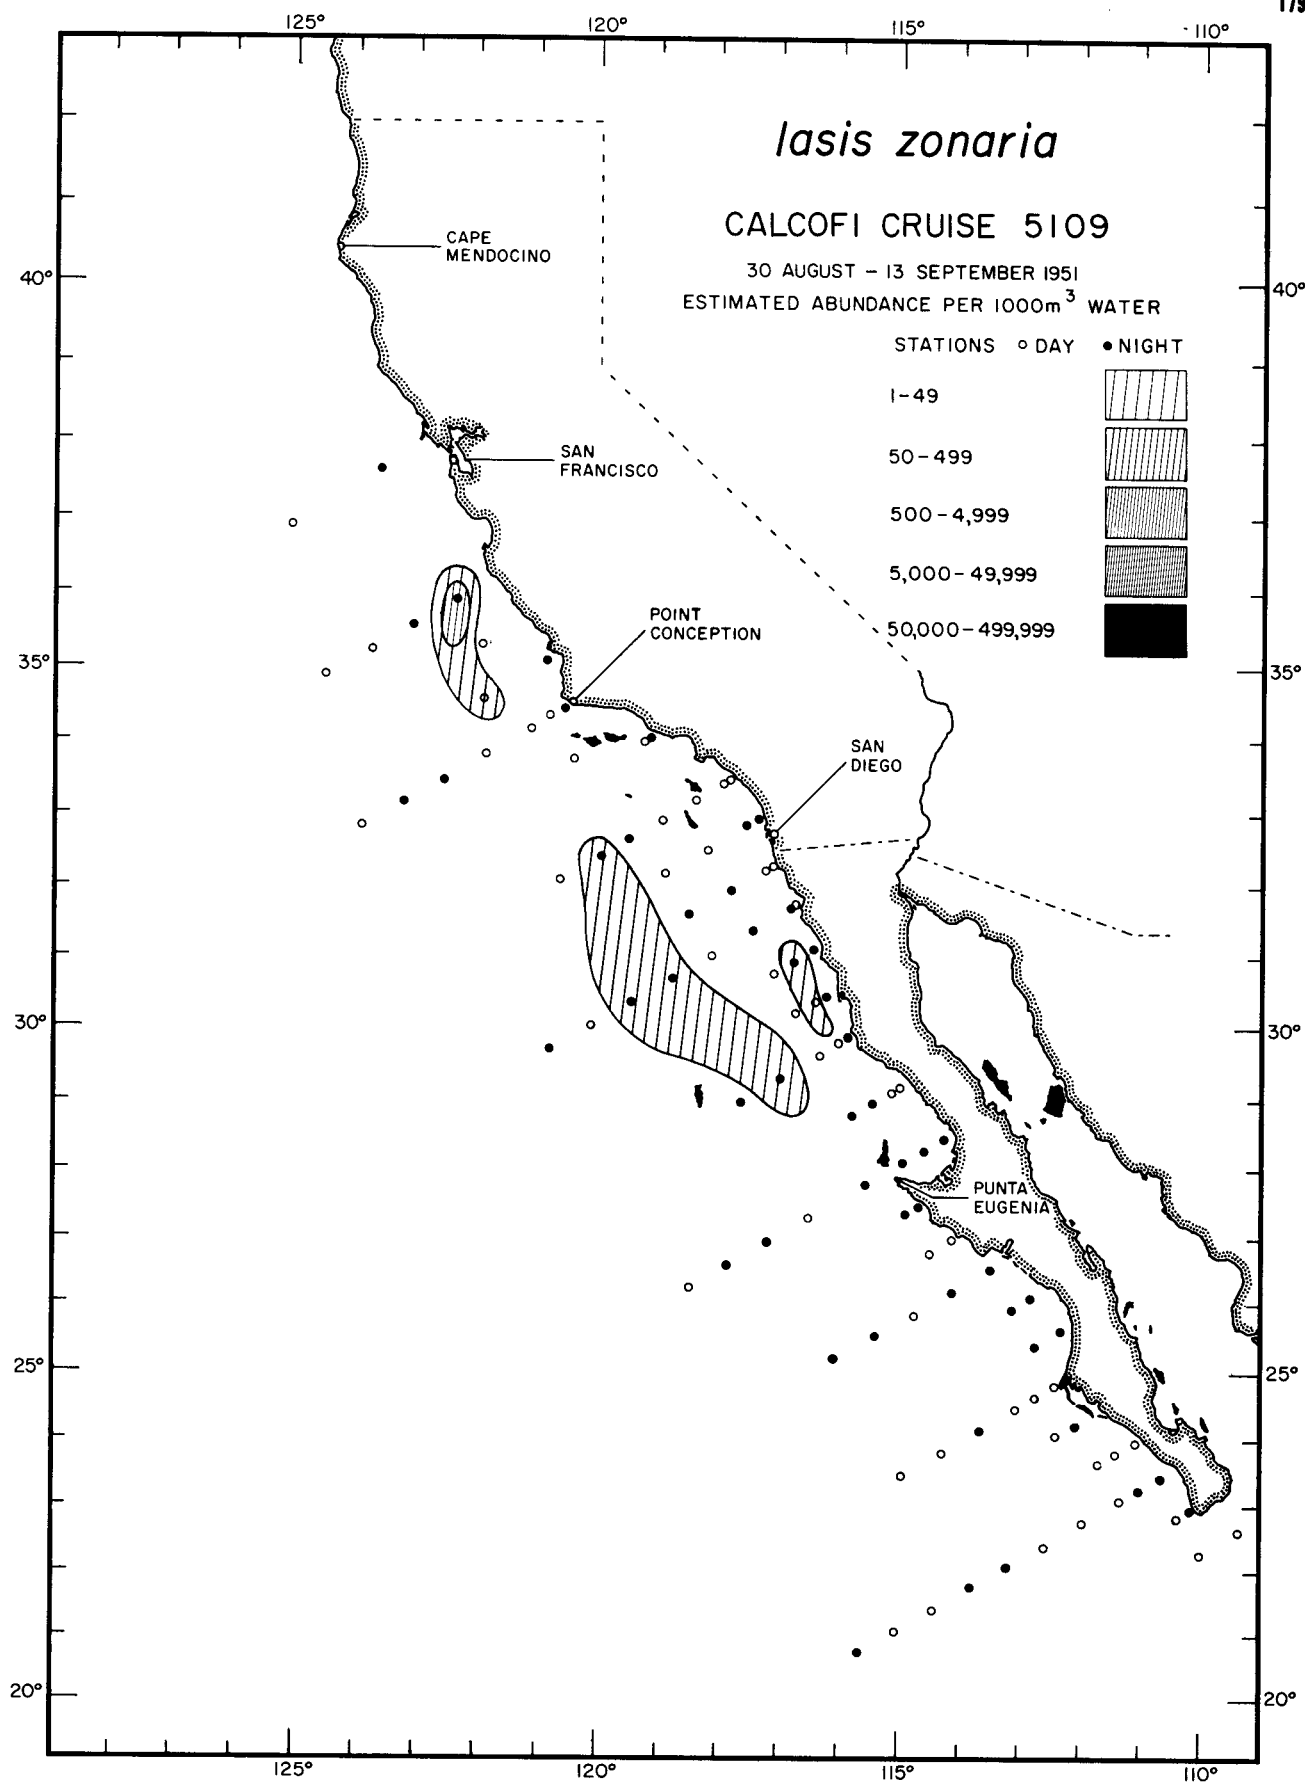 179
125°
120°
115°
110°
Iasis zonaria
CALCOFI CRUISE 5109
30 AUGUST – 13 SEPTEMBER 1951
ESTIMATED ABUNDANCE PER 1000m³ WATER
STATIONS ○ DAY ● NIGHT
1-49
50-499
500-4,999
5,000-49,999
50,000-499,999
CAPE
MENDOCINO
40°
40°
SAN
FRANCISCO
POINT
CONCEPTION
35°
35°
SAN
DIEGO
30°
30°
PUNTA
EUGENIA
25°
25°
20°
20°
125°
120°
115°
110°